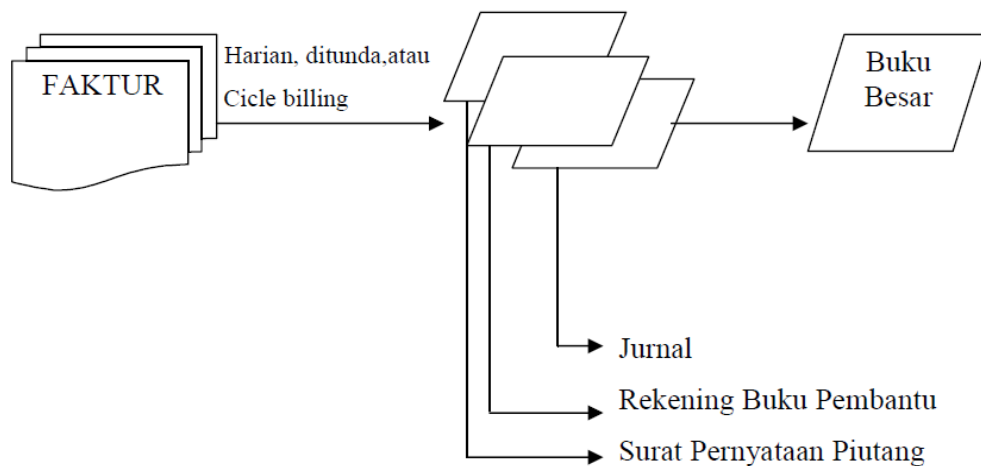 FAKTUR
Harian, ditunda,atau
Cicle billing
Buku
Besar
Jurnal
Rekening Buku Pembantu
Surat Pernyataan Piutang